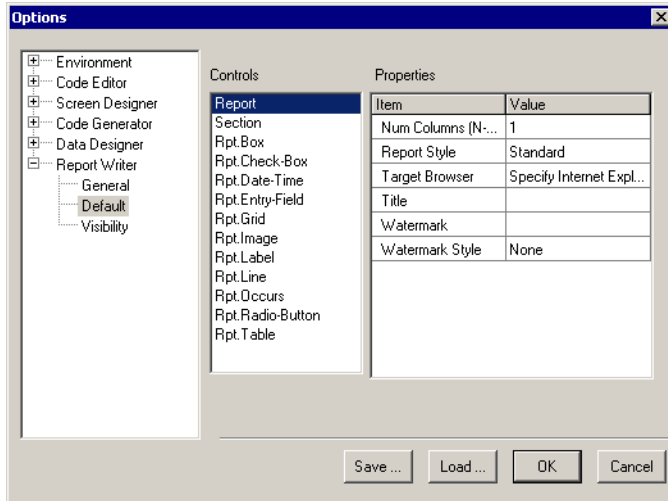 Options
Environment
Code Editor
Screen Designer
Code Generator
Data Designer
Report Writer
General
Default
Visibility
Controls
Report
Section
Rpt.Box
Rpt.Check-Box
Rpt.Date-Time
Rpt.Entry-Field
Rpt.Grid
Rpt.Image
Rpt.Label
Rpt.Line
Rpt.Occurs
Rpt.Radio-Button
Rpt.Table
Properties
Item Value
Num Columns (N-... 1
Report Style Standard
Target Browser Specify Internet Expl...
Title
Watermark
Watermark Style None
Save ... Load ... OK Cancel